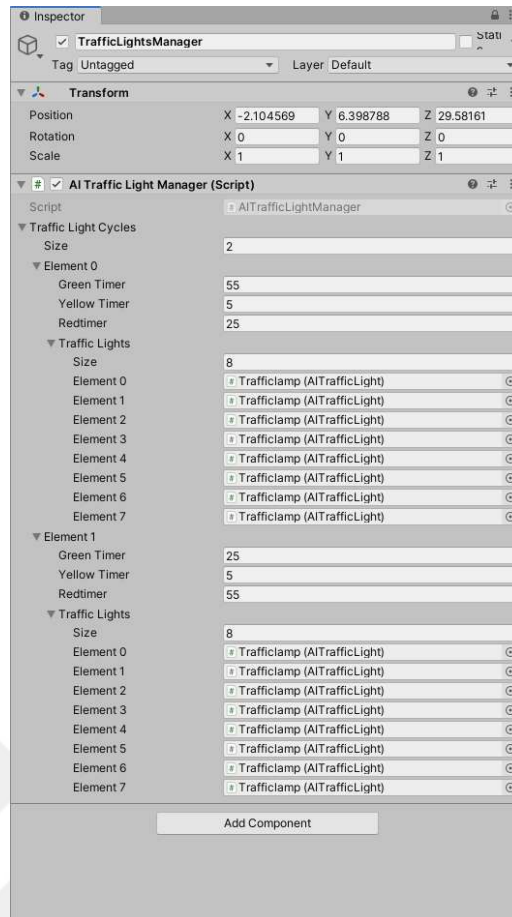 Inspector
TrafficLightsManager Stati
Tag Untagged Layer Default
Transform
Position X -2.104569 Y 6.398788 Z 29.58161
Rotation X 0 Y 0 Z 0
Scale X 1 Y 1 Z 1
# AI Traffic Light Manager (Script)
Script # AITrafficLightManager
Traffic Light Cycles
Size 2
Element 0
Green Timer 55
Yellow Timer 5
Redtimer 25
Traffic Lights
Size 8
Element 0 # Trafficlamp (AITrafficLight)
Element 1 # Trafficlamp (AITrafficLight)
Element 2 # Trafficlamp (AITrafficLight)
Element 3 # Trafficlamp (AITrafficLight)
Element 4 # Trafficlamp (AITrafficLight)
Element 5 # Trafficlamp (AITrafficLight)
Element 6 # Trafficlamp (AITrafficLight)
Element 7 # Trafficlamp (AITrafficLight)
Element 1
Green Timer 25
Yellow Timer 5
Redtimer 55
Traffic Lights
Size 8
Element 0 # Trafficlamp (AITrafficLight)
Element 1 # Trafficlamp (AITrafficLight)
Element 2 # Trafficlamp (AITrafficLight)
Element 3 # Trafficlamp (AITrafficLight)
Element 4 # Trafficlamp (AITrafficLight)
Element 5 # Trafficlamp (AITrafficLight)
Element 6 # Trafficlamp (AITrafficLight)
Element 7 # Trafficlamp (AITrafficLight)
Add Component